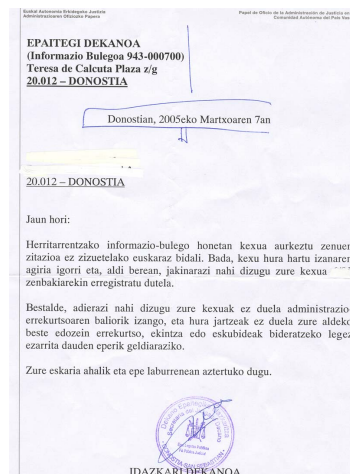 Euskal Autonomia Erkidegoko Justizia
Administrazioaren Ofiziozko Papera
Papel de Oficio de la Administración de Justicia en
Comunidad Autónoma del País Vas
EPAITEGI DEKANOA
(Informazio Bulegoa 943-000700)
Teresa de Calcuta Plaza z/g
20.012 – DONOSTIA
Donostian, 2005eko Martxoaren 7an
20.012 – DONOSTIA
Jaun hori:
Herritarrentzako informazio-bulego honetan kexua aurkeztu zenuen
zitazioa ez zizuetelako euskaraz bidali. Bada, kexu hura hartu izanaren
agiria igorri eta, aldi berean, jakinarazi nahi dizugu zure kexua
zenbakiarekin erregistratu dutela.
Bestalde, adierazi nahi dizugu zure kexuak ez duela administrazio-
errekurtsoaren baliorik izango, eta hura jartzeak ez duela zure aldeko
beste edozein errekurtso, ekintza edo eskubideak bideratzeko legez
ezarrita dauden eperik geldiaraziko.
Zure eskaria ahalik eta epe laburrenean aztertuko dugu.
IDAZKARI DEKANOA